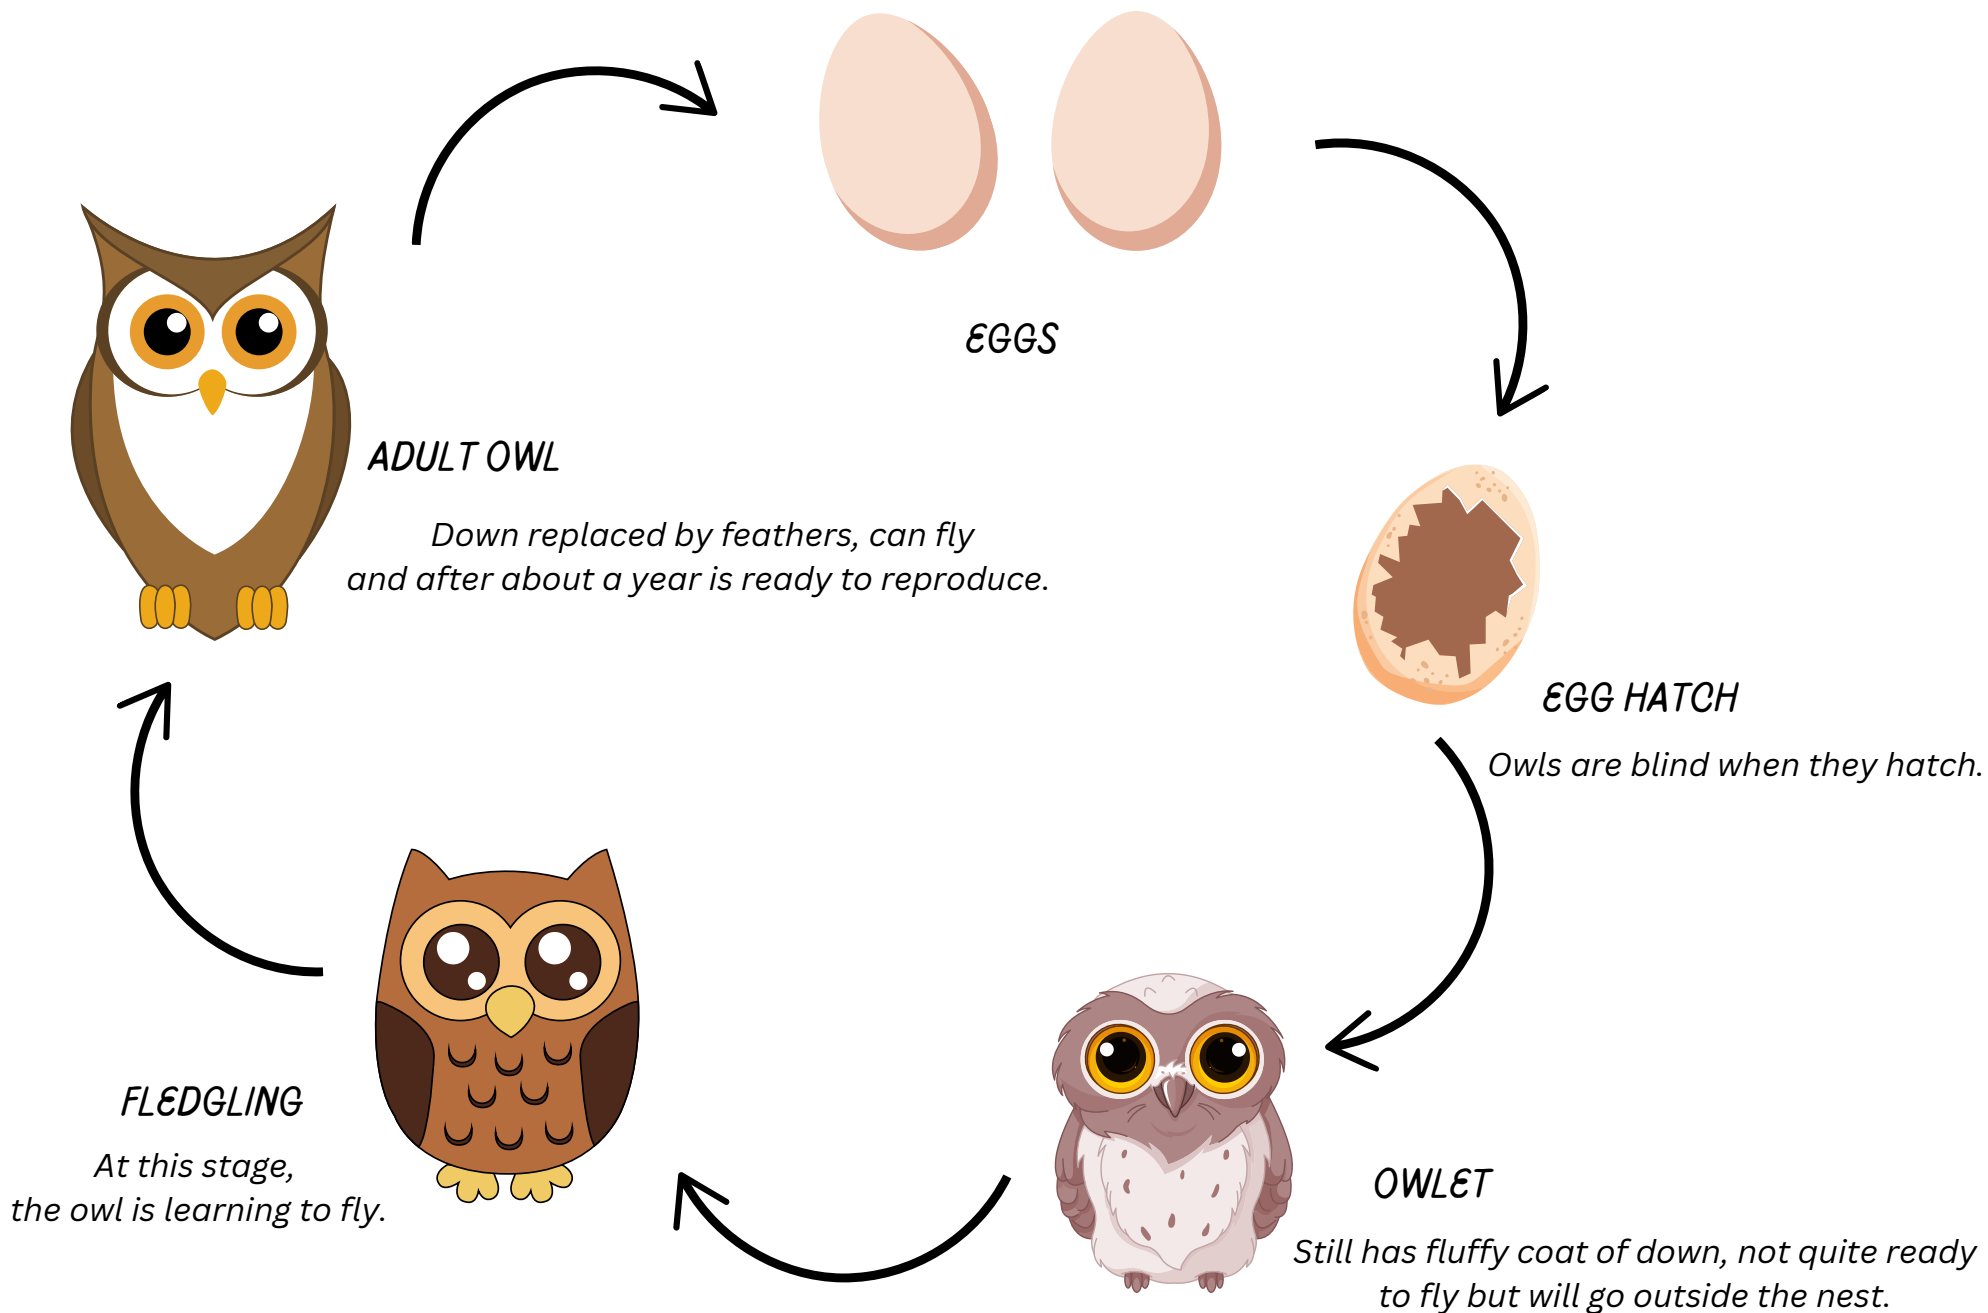 EGGS
ADULT OWL
Down replaced by feathers, can fly
and after about a year is ready to reproduce.
EGG HATCH
Owls are blind when they hatch.
OWLET
Still has fluffy coat of down, not quite ready
to fly but will go outside the nest.
FLEDGLING
At this stage,
the owl is learning to fly.